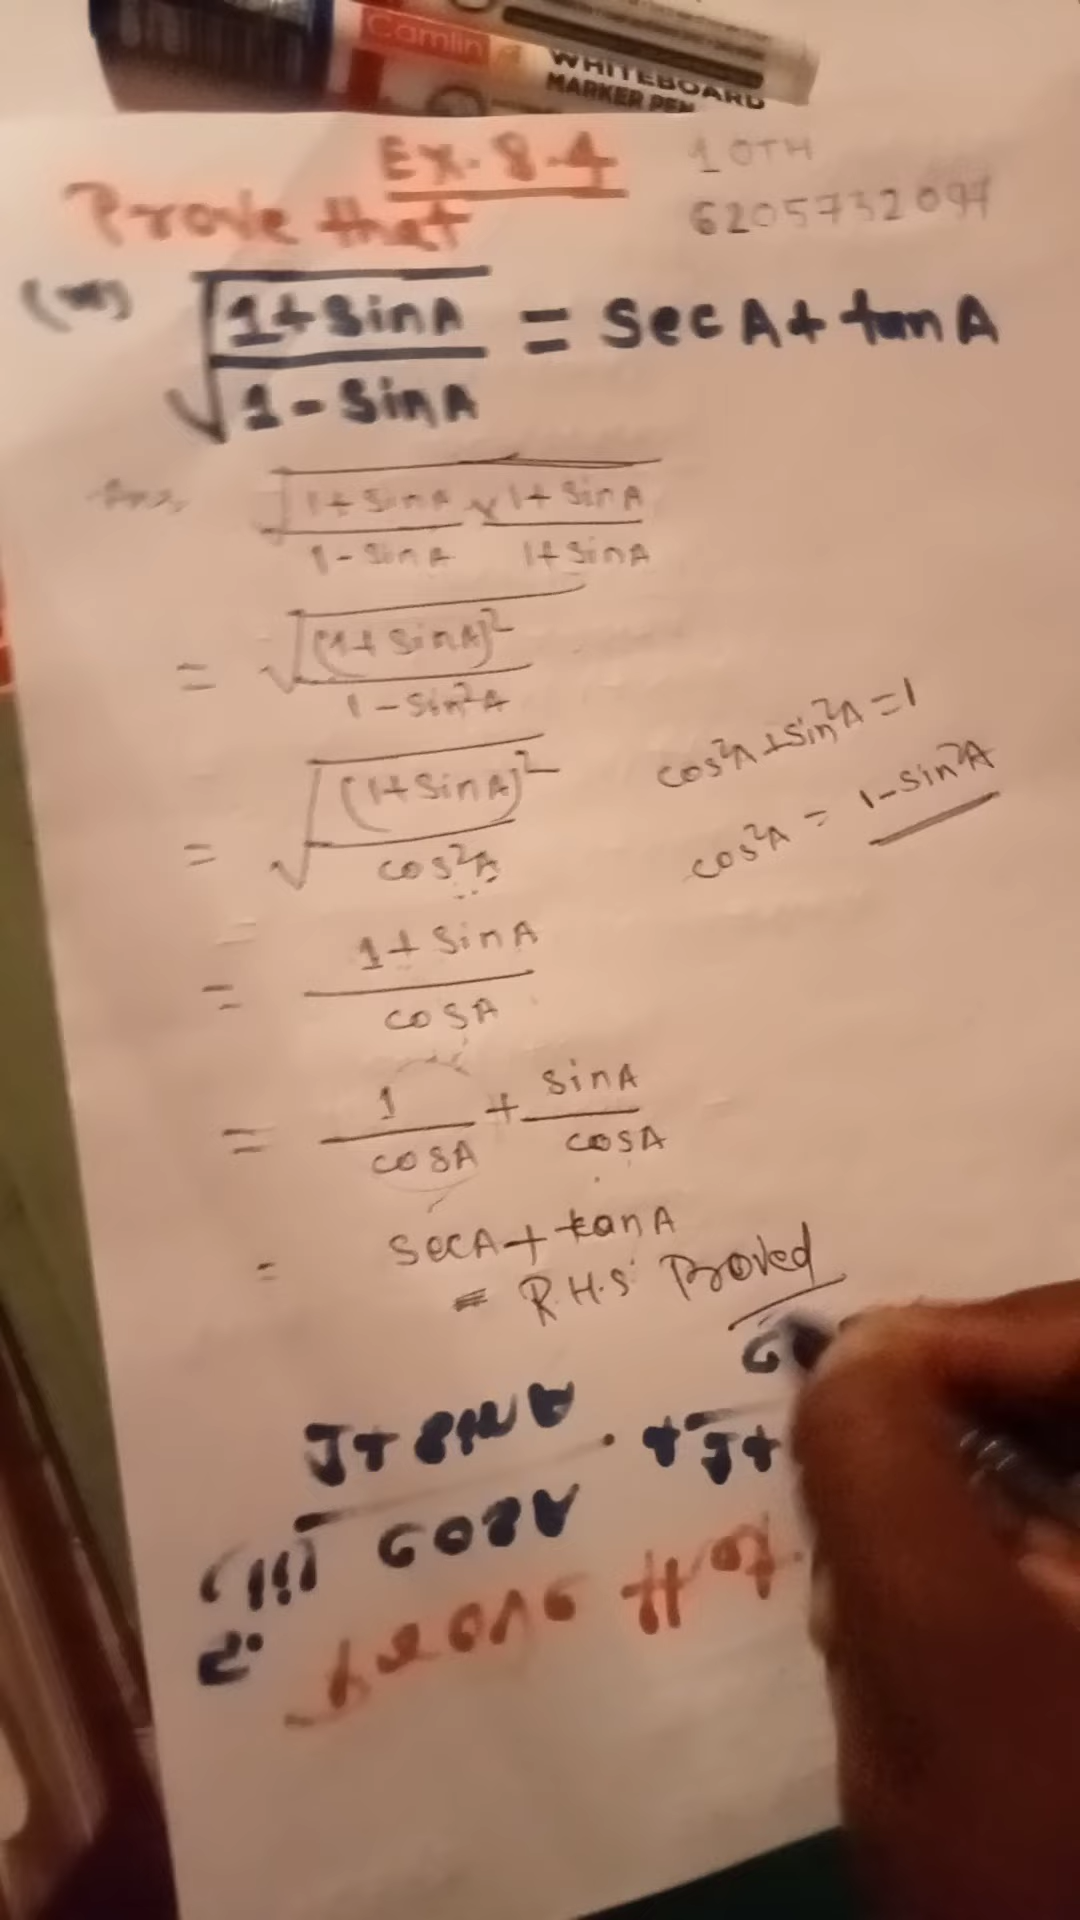 Camlin
WHITEBOARD
MARKER PEN
Ex. 8.4
10TH
6205732094
Prove that
√((1+sinA)/(1-sinA)) = SecA+tanA
Ans. √((1+SinA)/(1-SinA) × (1+SinA)/(1+SinA))
= √((1+SinA)²/(1-Sin²A))
= √((1+SinA)²/cos²A)
cos²A+sin²A=1
cos²A = 1-sin²A
= (1+SinA)/cosA
= 1/cosA + SinA/cosA
= SecA+tanA
= R.H.S Proved